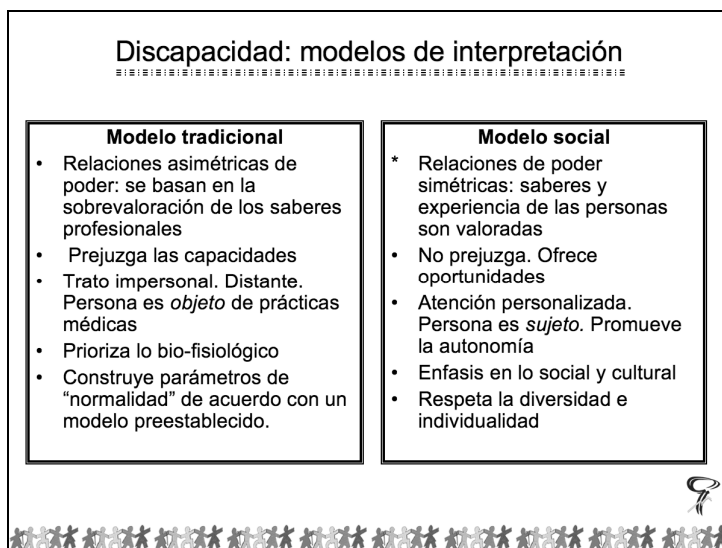 Discapacidad: modelos de interpretación
Modelo tradicional
• Relaciones asimétricas de
poder: se basan en la
sobrevaloración de los saberes
profesionales
• Prejuzga las capacidades
• Trato impersonal. Distante.
Persona es objeto de prácticas
médicas
• Prioriza lo bio-fisiológico
• Construye parámetros de
“normalidad” de acuerdo con un
modelo preestablecido.
Modelo social
* Relaciones de poder
simétricas: saberes y
experiencia de las personas
son valoradas
• No prejuzga. Ofrece
oportunidades
• Atención personalizada.
Persona es sujeto. Promueve
la autonomía
• Enfasis en lo social y cultural
• Respeta la diversidad e
individualidad